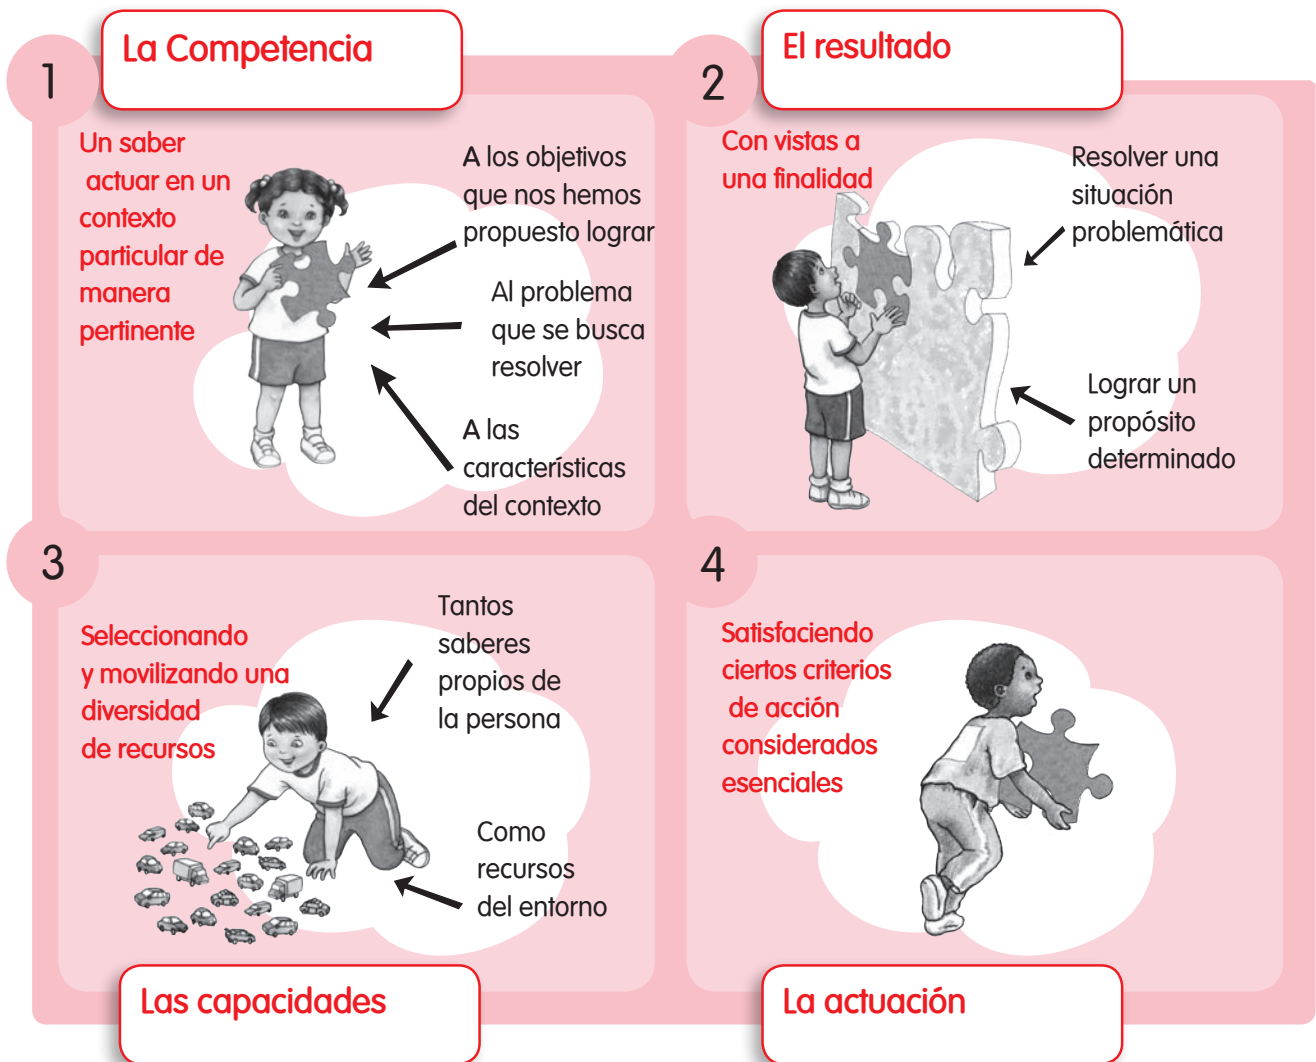 1
La Competencia
Un saber
actuar en un
contexto
particular de
manera
pertinente
A los objetivos
que nos hemos
propuesto lograr
Al problema
que se busca
resolver
A las
características
del contexto
2
El resultado
Con vistas a
una finalidad
Resolver una
situación
problemática
Lograr un
propósito
determinado
3
Seleccionando
y movilizando una
diversidad
de recursos
Tantos
saberes
propios de
la persona
Como
recursos
del entorno
Las capacidades
4
Satisfaciendo
ciertos criterios
de acción
considerados
esenciales
La actuación